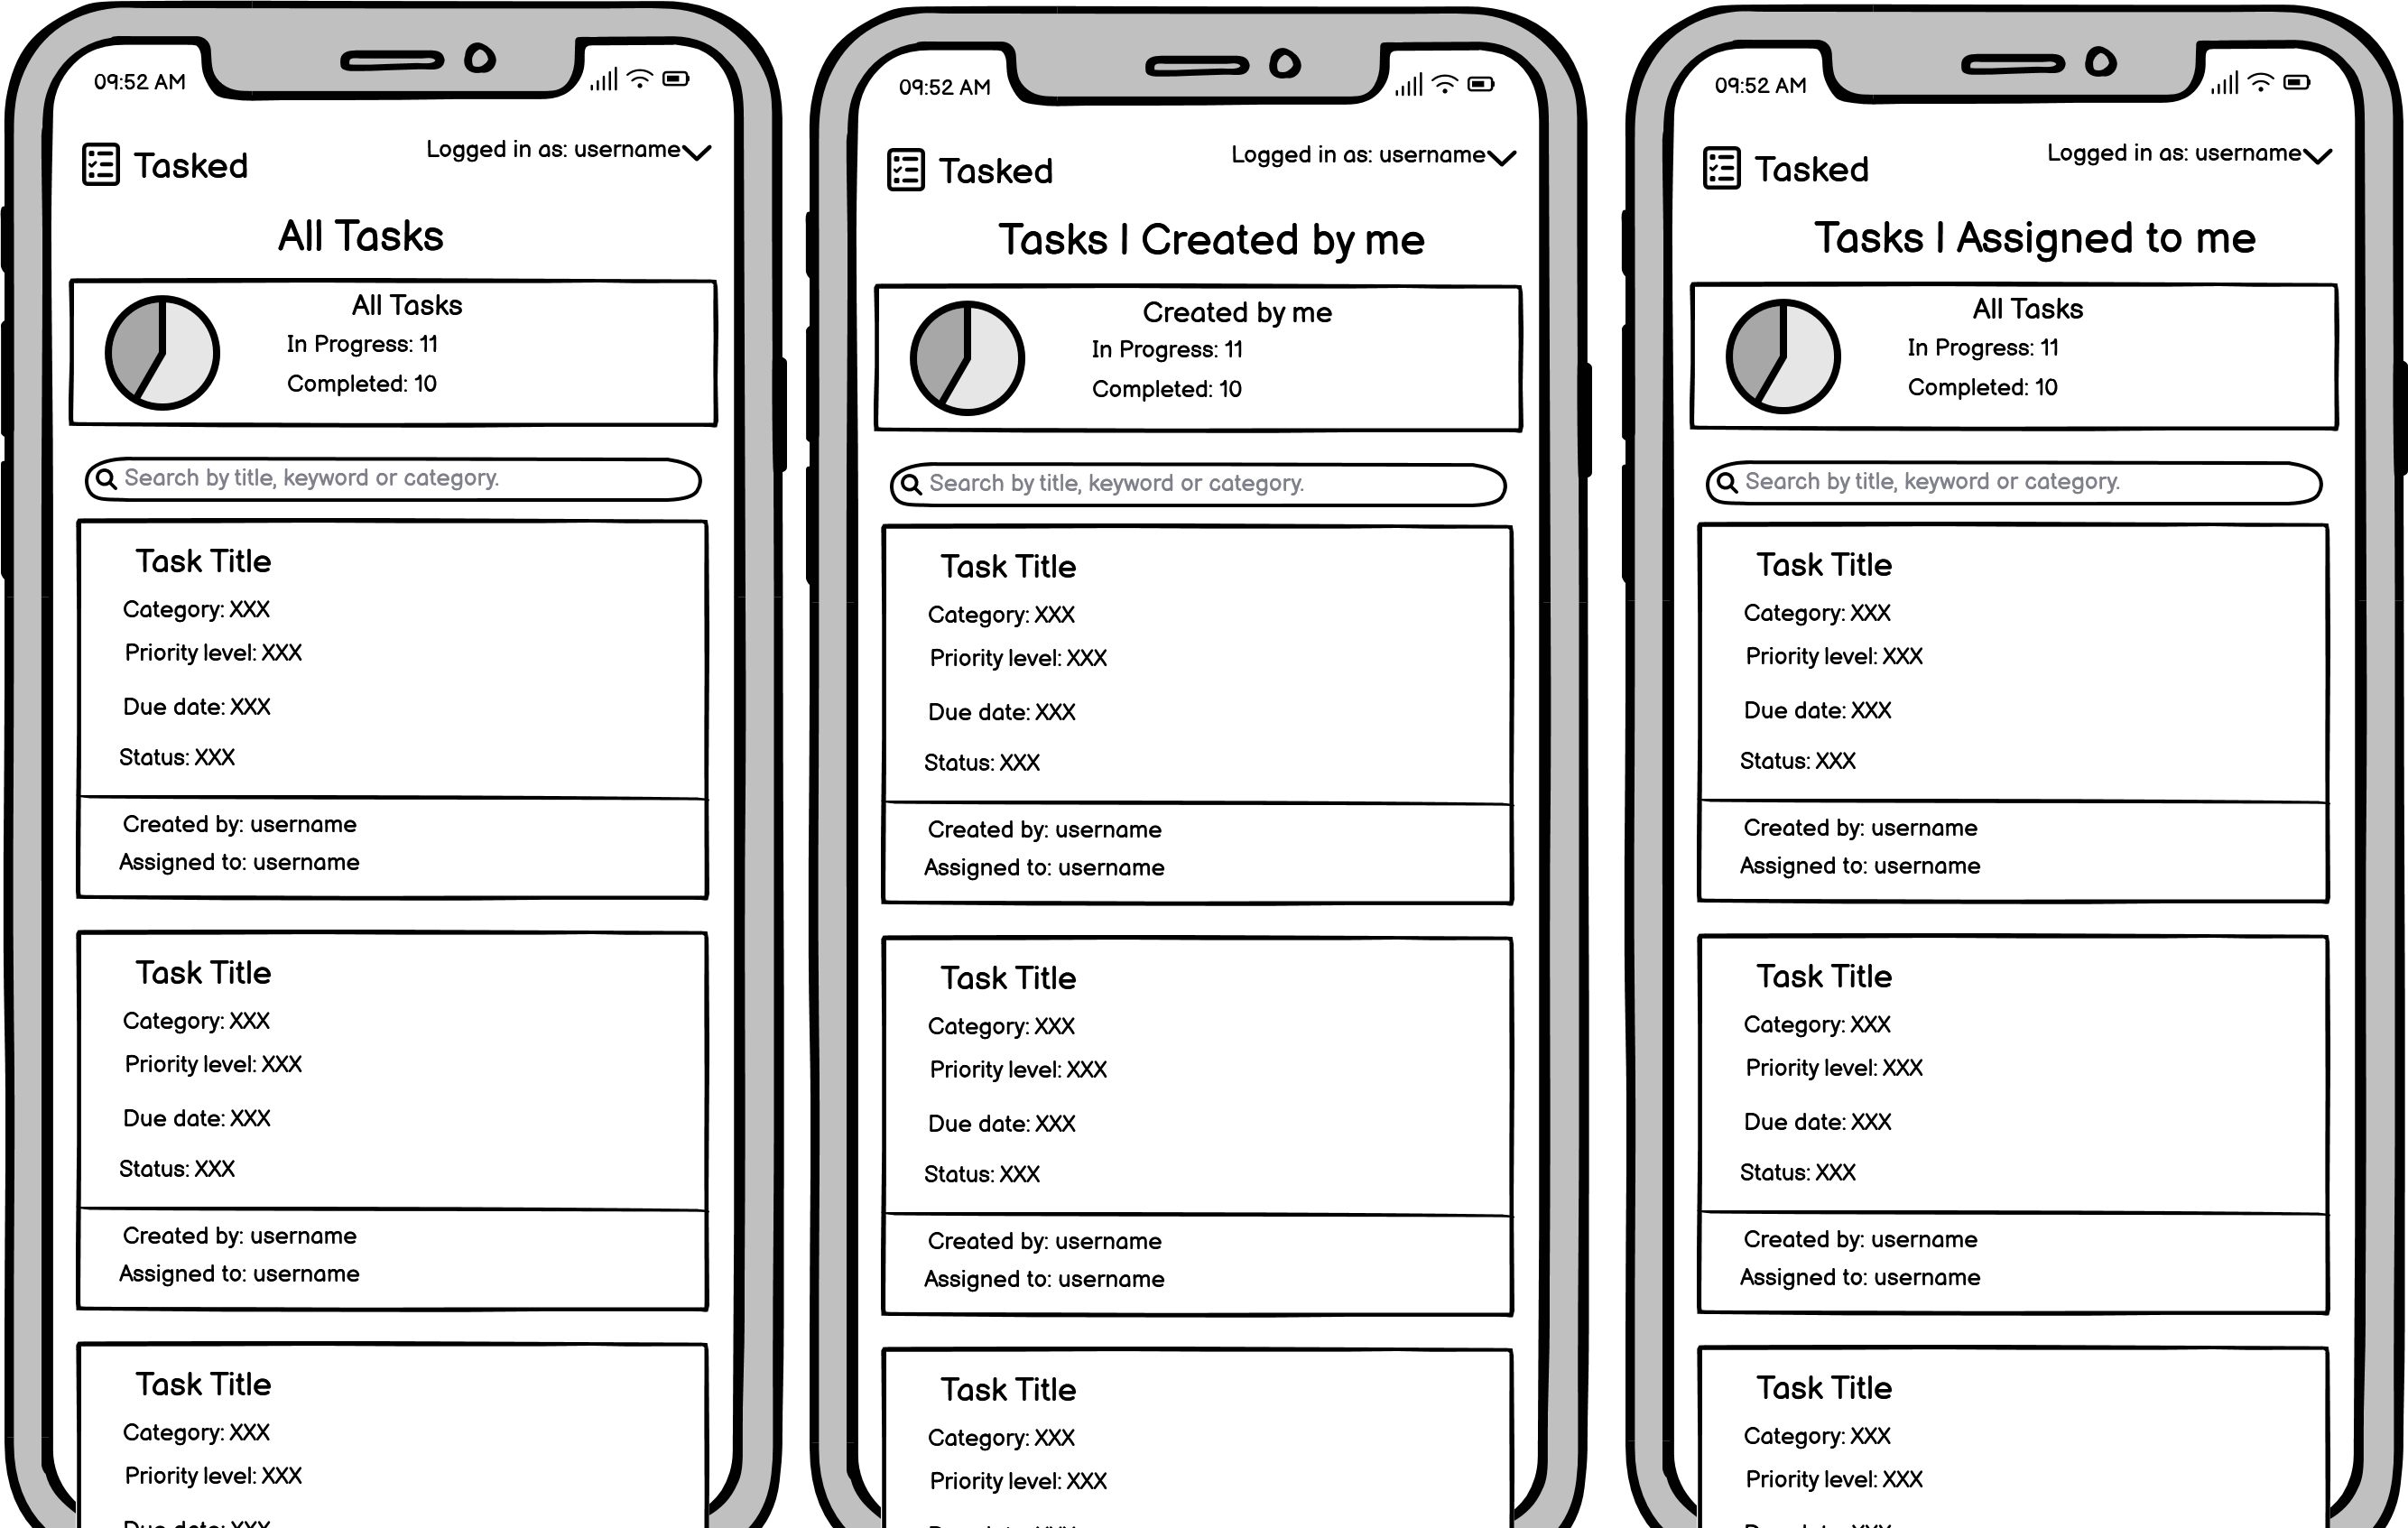 09:52 AM
Logged in as: username
Tasked
All Tasks
All Tasks
In Progress: 11
Completed: 10
Search by title, keyword or category.
Task Title
Category: XXX
Priority level: XXX
Due date: XXX
Status: XXX
Created by: username
Assigned to: username
Task Title
Category: XXX
Priority level: XXX
Due date: XXX
Status: XXX
Created by: username
Assigned to: username
Task Title
Category: XXX
Priority level: XXX
Due date: XXX
09:52 AM
Logged in as: username
Tasked
Tasks | Created by me
Created by me
In Progress: 11
Completed: 10
Search by title, keyword or category.
Task Title
Category: XXX
Priority level: XXX
Due date: XXX
Status: XXX
Created by: username
Assigned to: username
Task Title
Category: XXX
Priority level: XXX
Due date: XXX
Status: XXX
Created by: username
Assigned to: username
Task Title
Category: XXX
Priority level: XXX
09:52 AM
Logged in as: username
Tasked
Tasks | Assigned to me
All Tasks
In Progress: 11
Completed: 10
Search by title, keyword or category.
Task Title
Category: XXX
Priority level: XXX
Due date: XXX
Status: XXX
Created by: username
Assigned to: username
Task Title
Category: XXX
Priority level: XXX
Due date: XXX
Status: XXX
Created by: username
Assigned to: username
Task Title
Category: XXX
Priority level: XXX